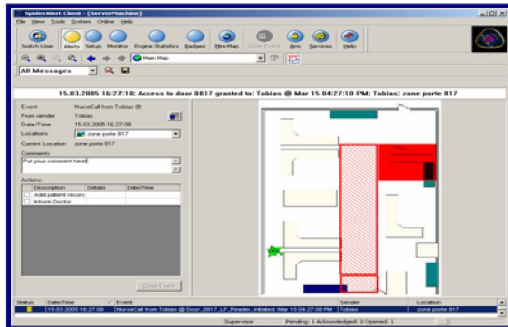 SpiderAlert Client - [ServerMachine]
File View Tools System Online Help
Switch User Alerts Setup Monitor Engine Statistics Badges Mini Map Clear Event Arm Services Help
Main Map
All Messages
15.03.2005 16:27:10: Access to door 0817 granted to: Tobias @ Mar 15 04:27:10 PM: Tobias: zone porte 817
Event NurseCall from Tobias @
From sender Tobias
Date/Time 15.03.2005 16:27:08
Locations zone porte 817
Current Location zone porte 817
Comments
Put your comment here!
Actions
Description Details Date/Time
Add patient record
Inform Doctor
Close Event
Status Date/Time / Event Sender Location
15.03.2005 16:27:08 NurseCall from Tobias @ Door_0817_LF_Reader, initiated: Mar 15 04:27:08 PM Tobias zone porte 817
Supervisor Pending: 1 Acknowledged: 0 Opened: 1